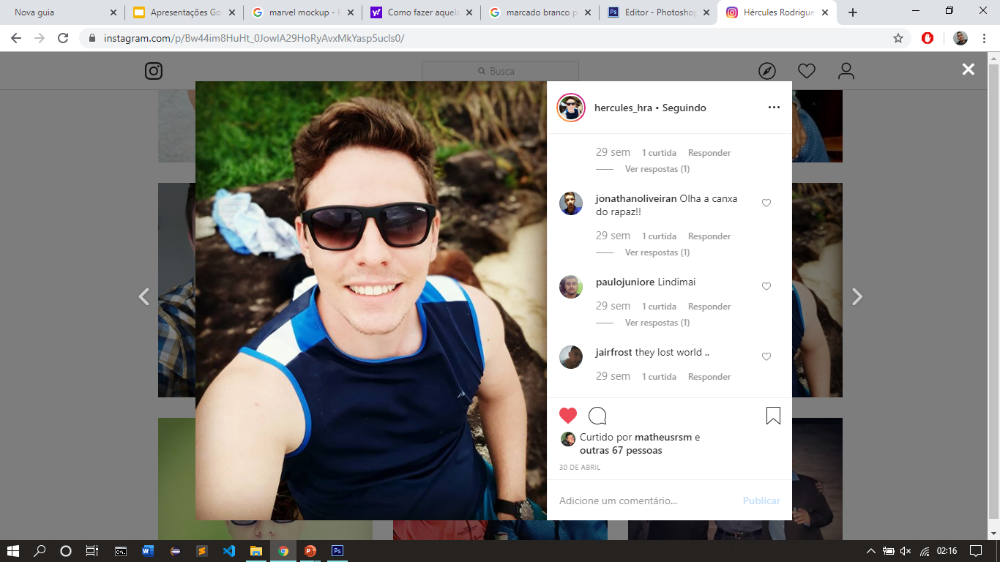 Nova guia
Apresentações Go
marvel mockup - P
Como fazer aquela
marcado branco p
Editor - Photoshop
Hércules Rodrigue
instagram.com/p/Bw44im8HuHt_0JowIA29HoRyAvxMkYasp5ucls0/
Busca
hercules_hra • Seguindo
29 sem 1 curtida Responder
Ver respostas (1)
jonathanoliveiran Olha a canxa
do rapaz!!
29 sem 1 curtida Responder
Ver respostas (1)
paulojuniore Lindimai
29 sem 1 curtida Responder
Ver respostas (1)
jairfrost they lost world ..
29 sem 1 curtida Responder
Curtido por matheusrsm e
outras 67 pessoas
30 DE ABRIL
Adicione um comentário... Publicar
02:16